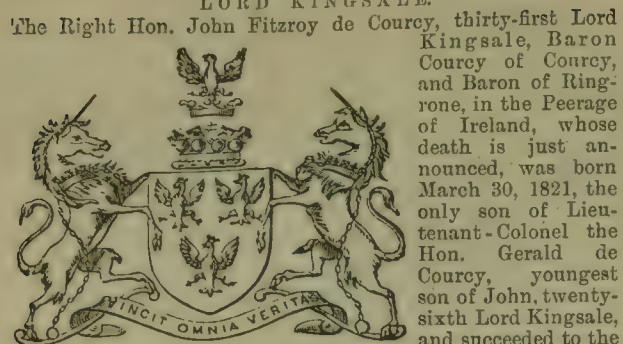 LORD KINGSALE.
The Right Hon. John Fitzroy de Courcy, thirty-first Lord
Kingsale, Baron
Courcy of Courcy,
and Baron of Ring-
rone, in the Peerage
of Ireland, whose
death is just an-
nounced, was born
March 30, 1821, the
only son of Lieu-
tenant-Colonel the
Hon. Gerald de
Courcy, youngest
son of John, twenty-
sixth Lord Kingsale,
and succeeded to the
VINCIT OMNIA VERITAS